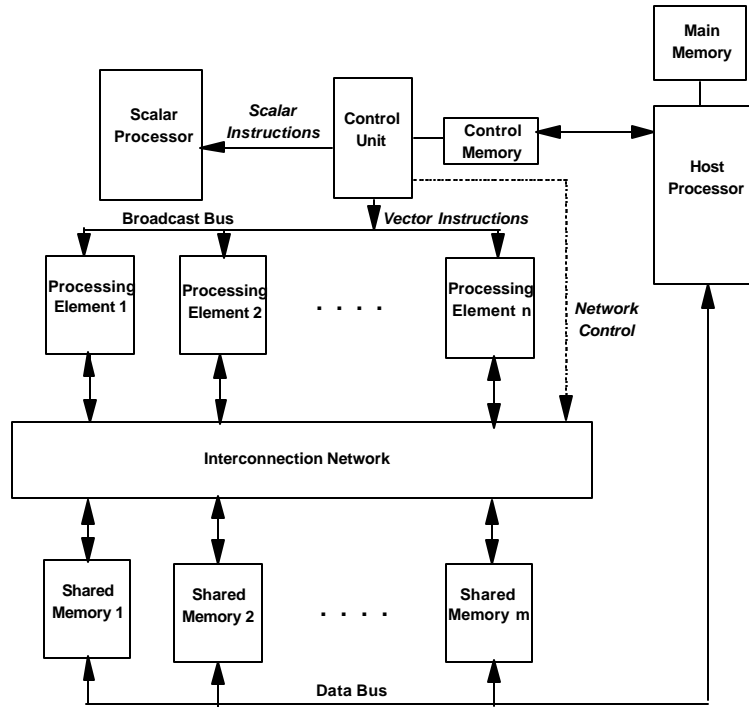 Main
Memory
Scalar
Processor
Scalar
Instructions
Control
Unit
Control
Memory
Host
Processor
Broadcast Bus
Vector Instructions
Processing
Element 1
Processing
Element 2
. . . .
Processing
Element n
Network
Control
Interconnection Network
Shared
Memory 1
Shared
Memory 2
. . . .
Shared
Memory m
Data Bus